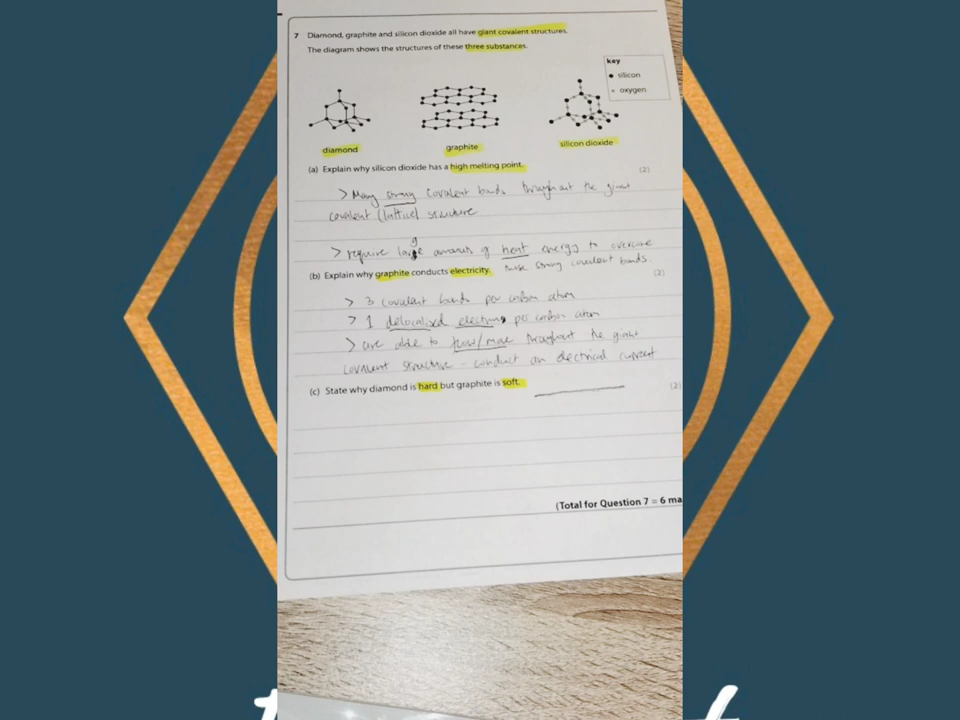 7 Diamond, graphite and silicon dioxide all have giant covalent structures.
The diagram shows the structures of these three substances.
key
silicon
oxygen
diamond
graphite
silicon dioxide
(a) Explain why silicon dioxide has a high melting point.
(2)
> Many strong covalent bonds throughout the giant
covalent (lattice) structure
> require large amounts of heat energy to overcome
these strong covalent bonds.
(b) Explain why graphite conducts electricity.
(2)
> 3 covalent bonds per carbon atom
> 1 delocalised electrons per carbon atom
> are able to flow/move throughout the giant
covalent structure - conduct an electrical current
(c) State why diamond is hard but graphite is soft.
(2)
(Total for Question 7 = 6 ma